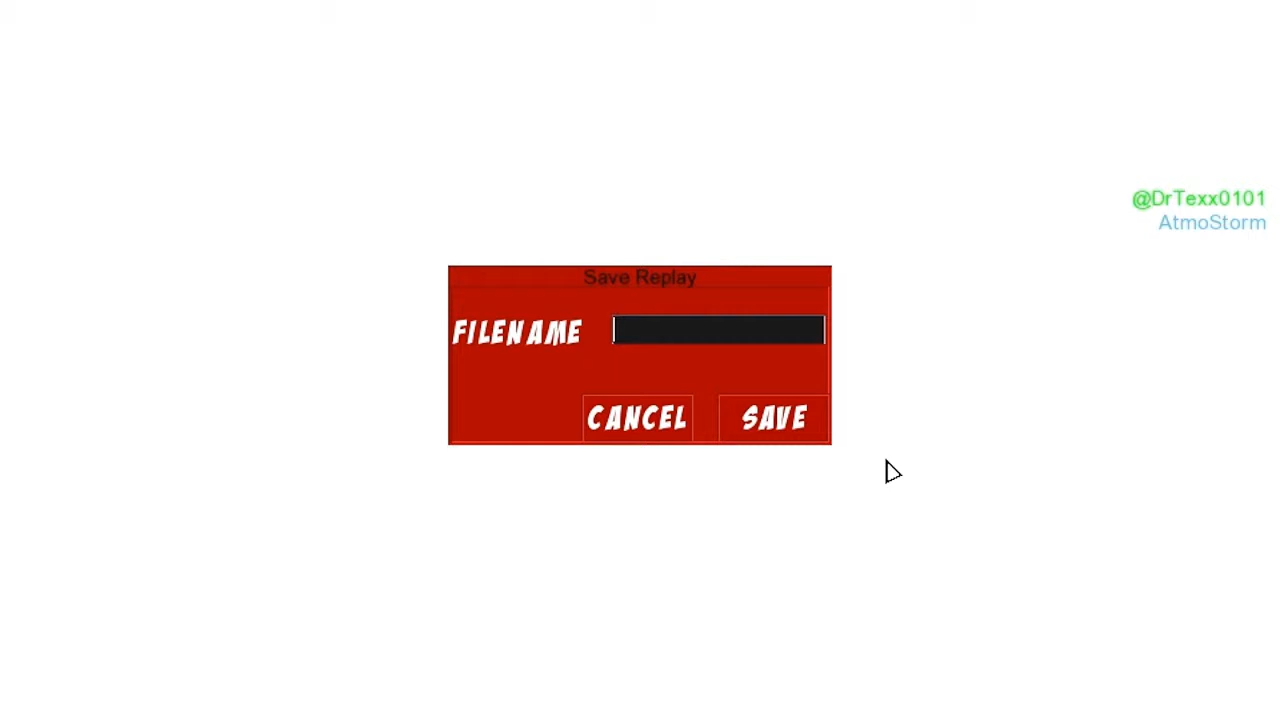 @DrTexx0101
AtmoStorm
Save Replay
FILENAME
CANCEL SAVE